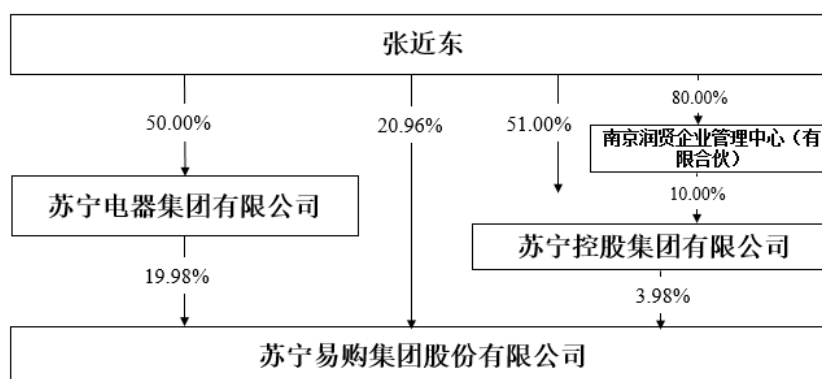 张近东
50.00%
20.96%
51.00%
80.00%
南京润贤企业管理中心（有
限合伙）
苏宁电器集团有限公司
10.00%
苏宁控股集团有限公司
19.98%
3.98%
苏宁易购集团股份有限公司